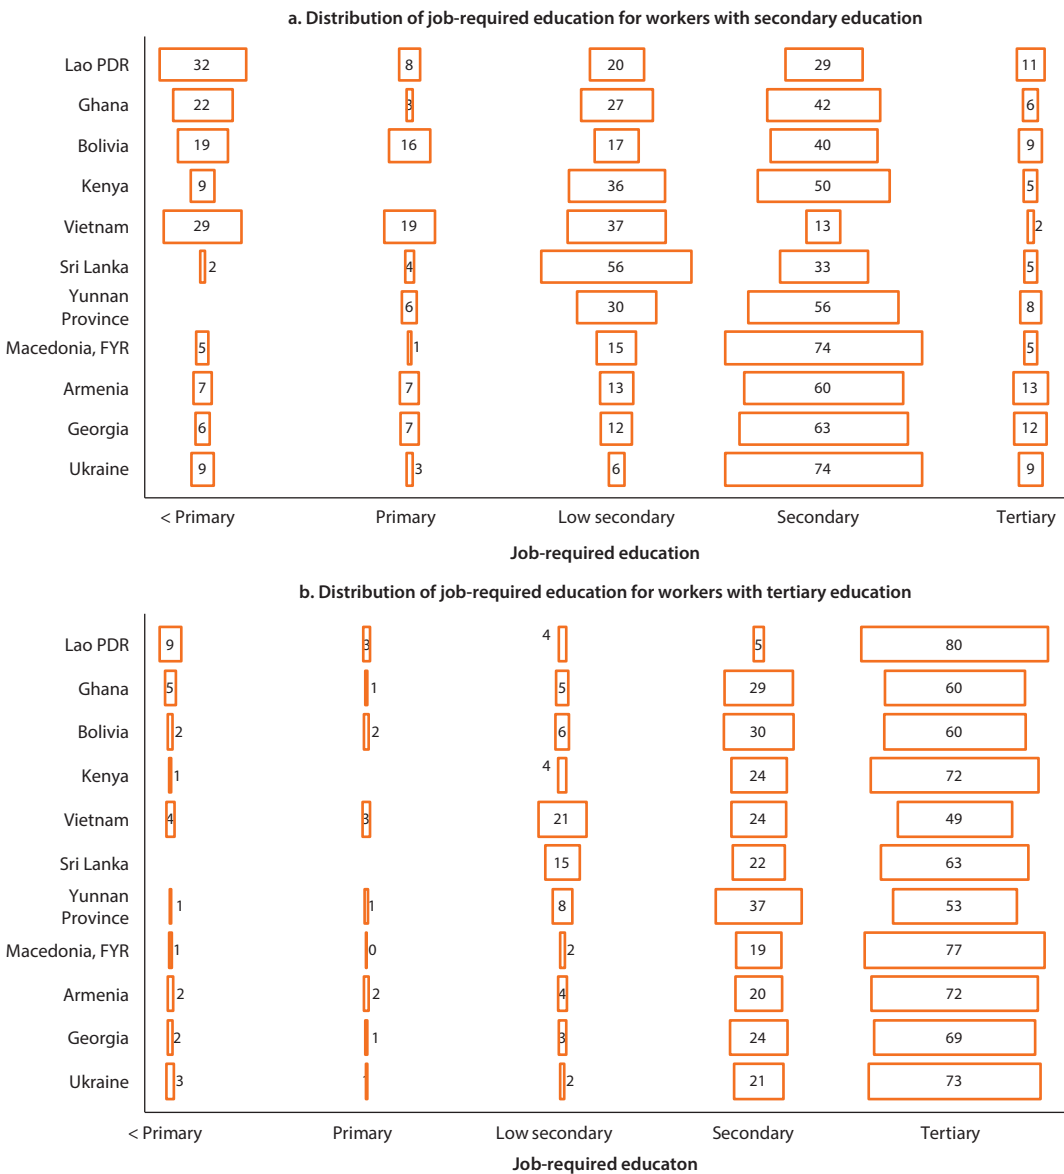 a. Distribution of job-required education for workers with secondary education
Lao PDR 32 8 20 29 11
Ghana 22 3 27 42 6
Bolivia 19 16 17 40 9
Kenya 9 36 50 5
Vietnam 29 19 37 13 2
Sri Lanka 2 4 56 33 5
Yunnan
Province 6 30 56 8
Macedonia, FYR 5 1 15 74 5
Armenia 7 7 13 60 13
Georgia 6 7 12 63 12
Ukraine 9 3 6 74 9
< Primary Primary Low secondary Secondary Tertiary
Job-required education
b. Distribution of job-required education for workers with tertiary education
Lao PDR 9 3 4 5 80
Ghana 5 1 5 29 60
Bolivia 2 2 6 30 60
Kenya 1 4 24 72
Vietnam 4 3 21 24 49
Sri Lanka 15 22 63
Yunnan
Province 1 1 8 37 53
Macedonia, FYR 1 0 2 19 77
Armenia 2 2 4 20 72
Georgia 2 1 3 24 69
Ukraine 3 2 21 73
< Primary Primary Low secondary Secondary Tertiary
Job-required educaton